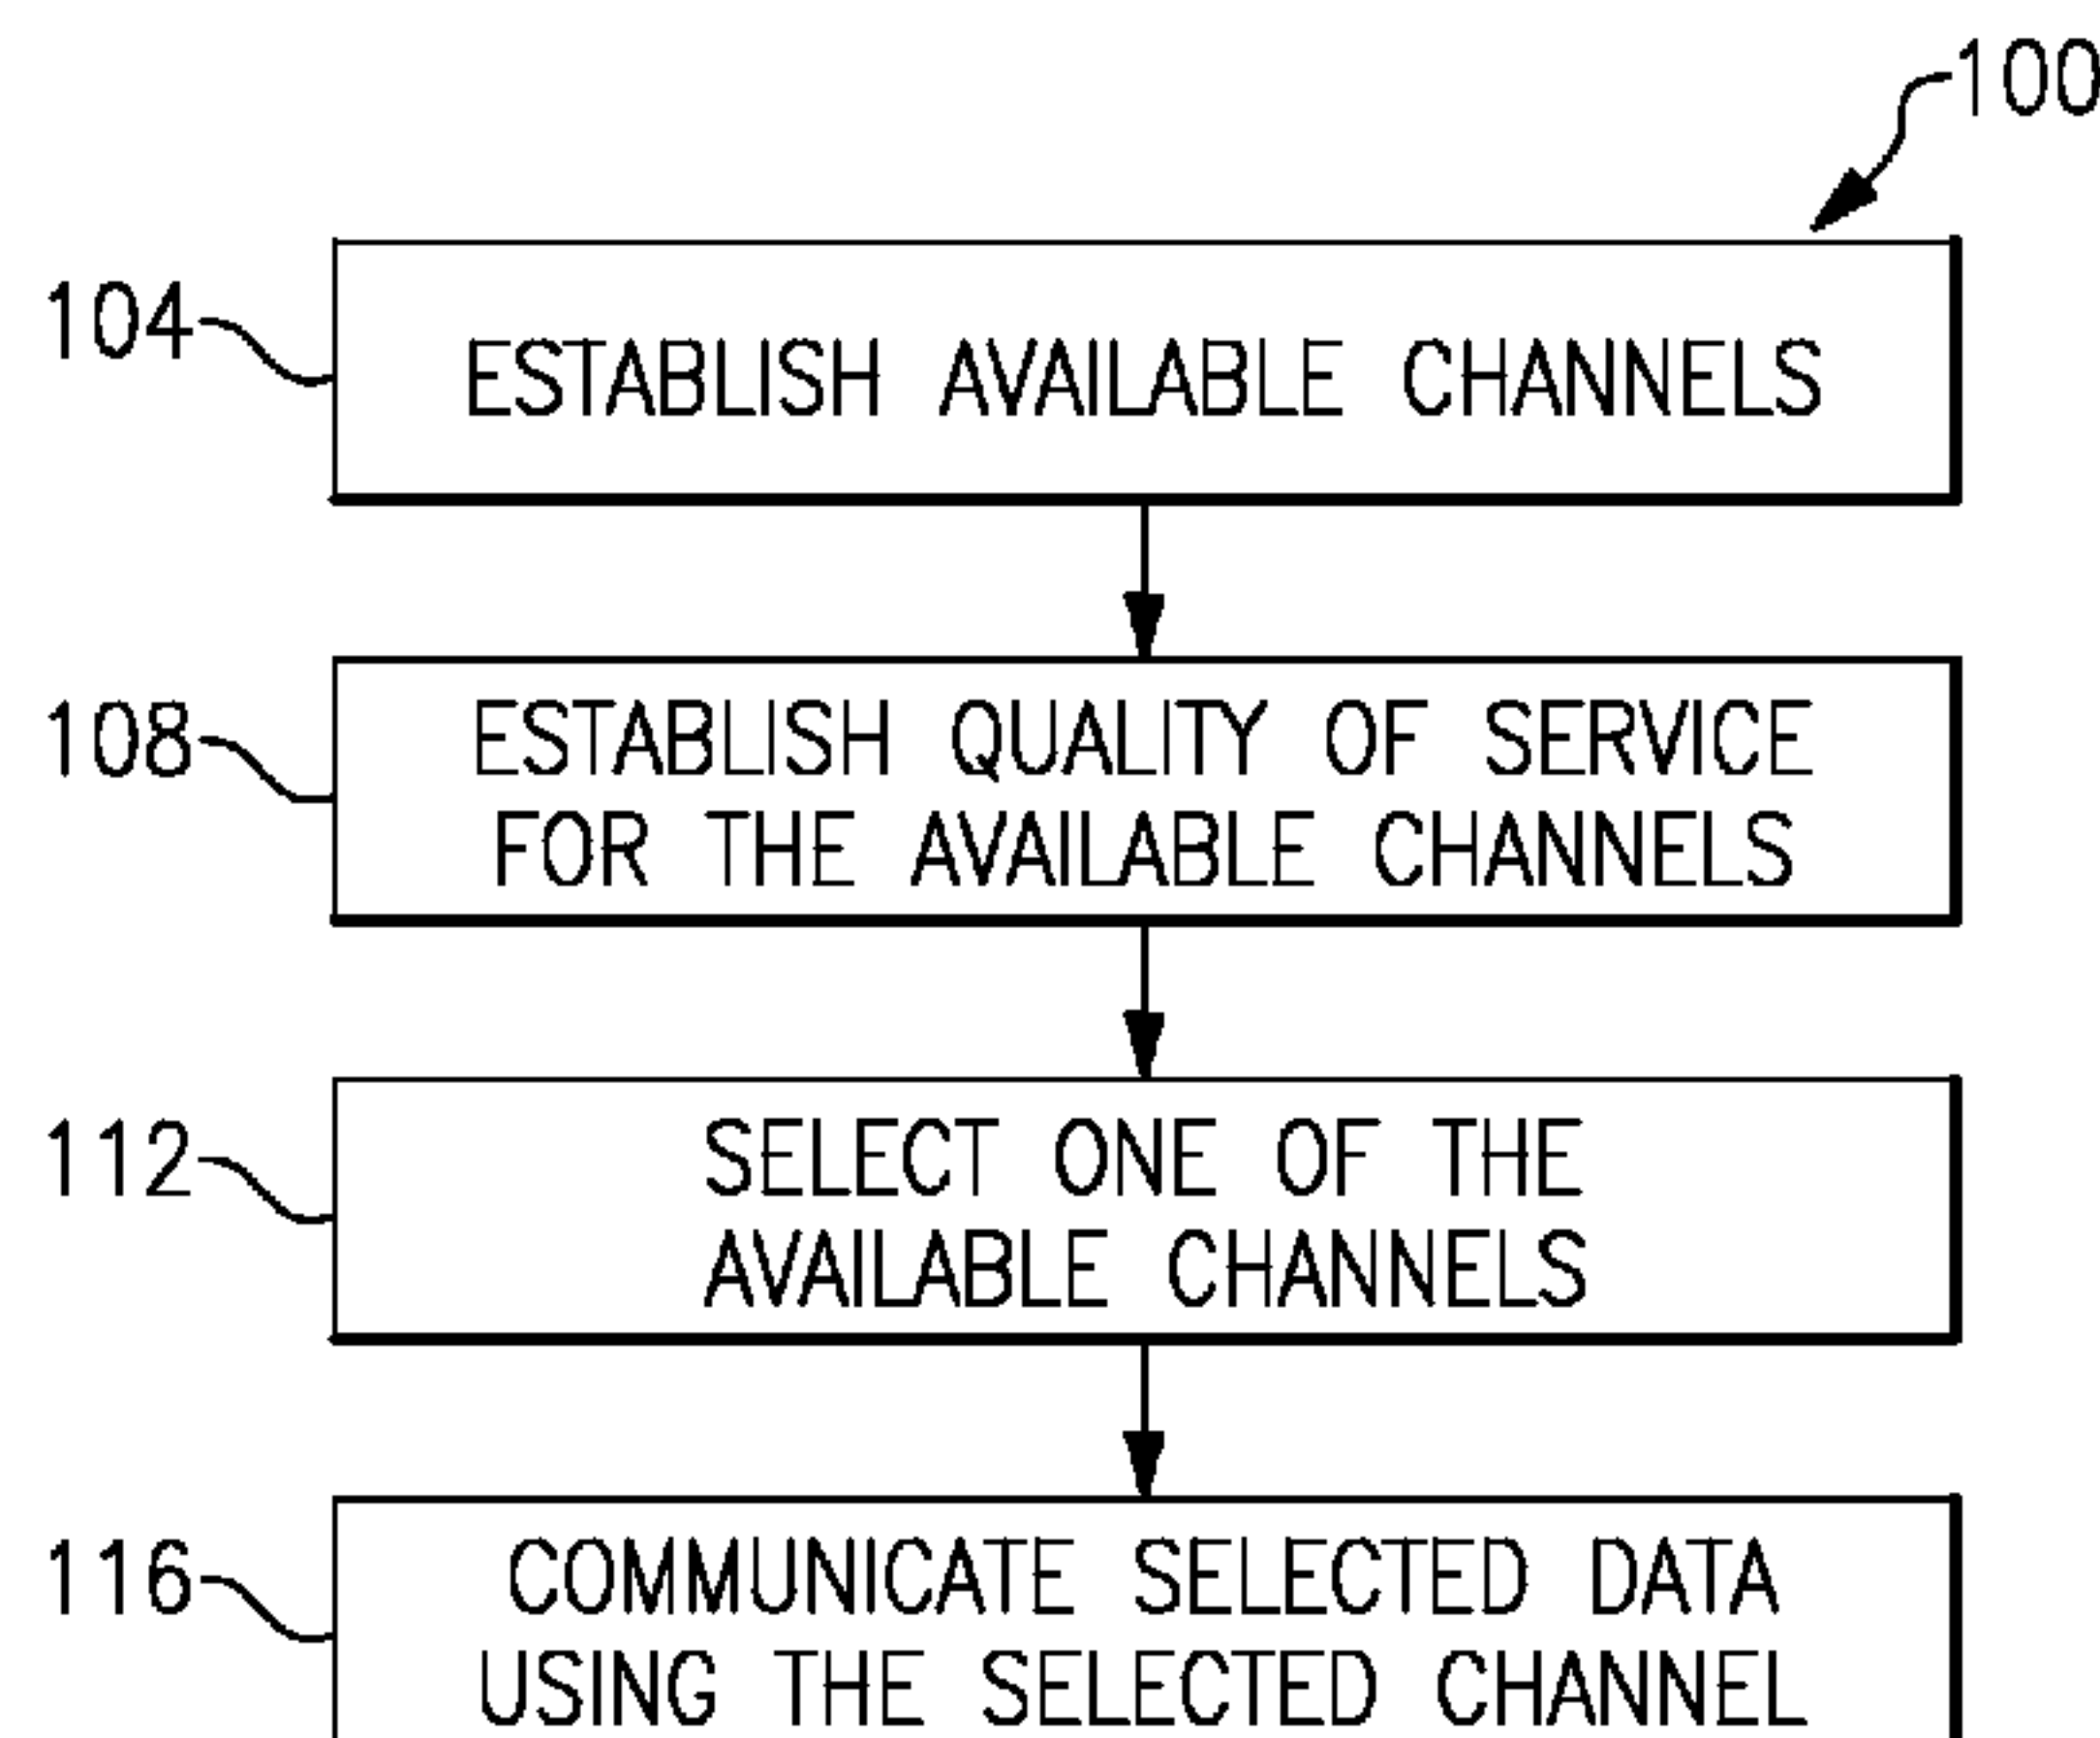 100
104
ESTABLISH AVAILABLE CHANNELS
108
ESTABLISH QUALITY OF SERVICE
FOR THE AVAILABLE CHANNELS
112
SELECT ONE OF THE
AVAILABLE CHANNELS
116
COMMUNICATE SELECTED DATA
USING THE SELECTED CHANNEL